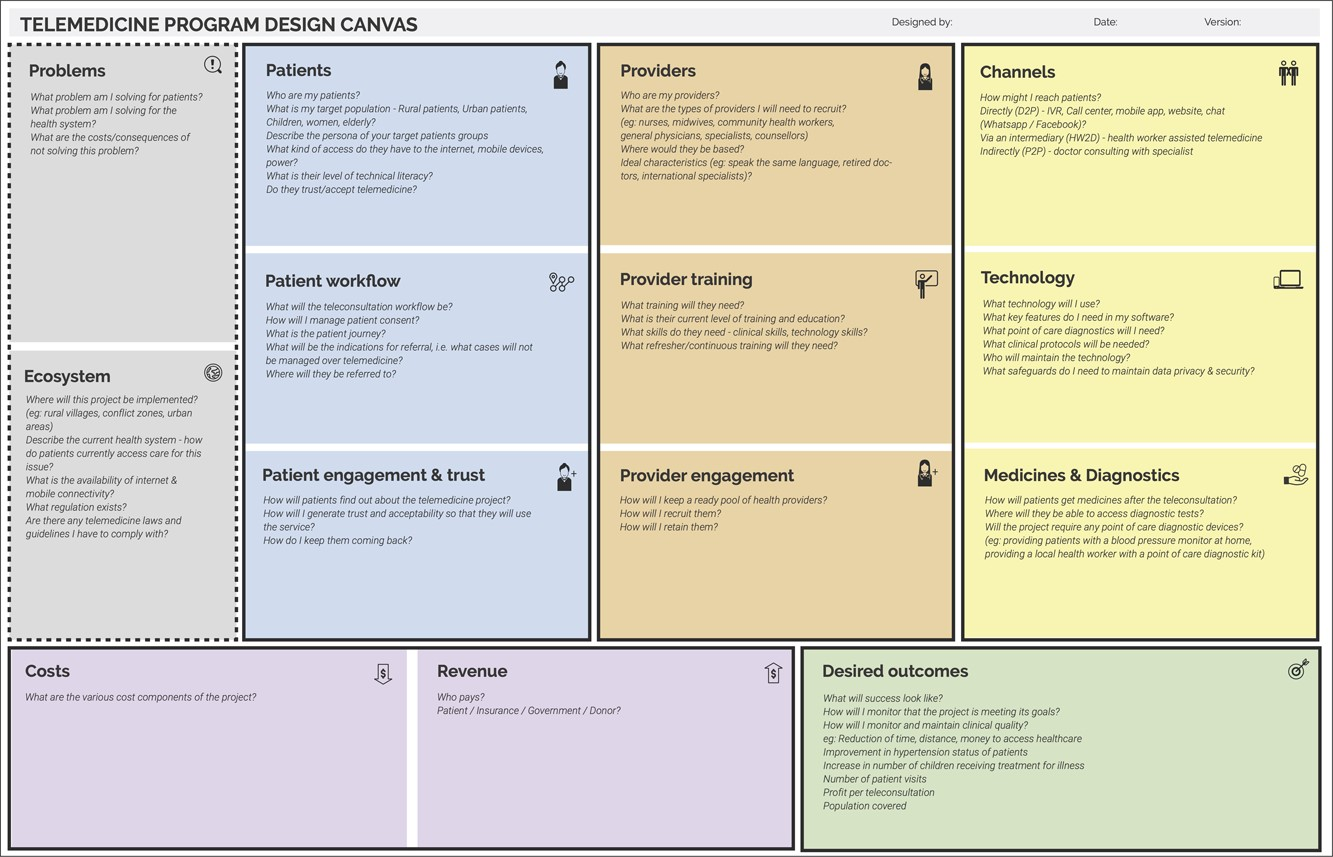 TELEMEDICINE PROGRAM DESIGN CANVAS
Designed by:
Date:
Version:
Problems
What problem am I solving for patients?
What problem am I solving for the
health system?
What are the costs/consequences of
not solving this problem?
Ecosystem
Where will this project be implemented?
(eg: rural villages, conflict zones, urban
areas)
Describe the current health system - how
do patients currently access care for this
issue?
What is the availability of internet &
mobile connectivity?
What regulation exists?
Are there any telemedicine laws and
guidelines I have to comply with?
Patients
Who are my patients?
What is my target population - Rural patients, Urban patients,
Children, women, elderly?
Describe the persona of your target patients groups
What kind of access do they have to the internet, mobile devices,
power?
What is their level of technical literacy?
Do they trust/accept telemedicine?
Patient workflow
What will the teleconsultation workflow be?
How will I manage patient consent?
What is the patient journey?
What will be the indications for referral, i.e. what cases will not
be managed over telemedicine?
Where will they be referred to?
Patient engagement & trust
How will patients find out about the telemedicine project?
How will I generate trust and acceptability so that they will use
the service?
How do I keep them coming back?
Providers
Who are my providers?
What are the types of providers I will need to recruit?
(eg: nurses, midwives, community health workers,
general physicians, specialists, counsellors)
Where would they be based?
Ideal characteristics (eg: speak the same language, retired doc-
tors, international specialists)?
Provider training
What training will they need?
What is their current level of training and education?
What skills do they need - clinical skills, technology skills?
What refresher/continuous training will they need?
Provider engagement
How will I keep a ready pool of health providers?
How will I recruit them?
How will I retain them?
Channels
How might I reach patients?
Directly (D2P) - IVR, Call center, mobile app, website, chat
(Whatsapp / Facebook)?
Via an intermediary (HW2D) - health worker assisted telemedicine
Indirectly (P2P) - doctor consulting with specialist
Technology
What technology will I use?
What key features do I need in my software?
What point of care diagnostics will I need?
What clinical protocols will be needed?
Who will maintain the technology?
What safeguards do I need to maintain data privacy & security?
Medicines & Diagnostics
How will patients get medicines after the teleconsultation?
Where will they be able to access diagnostic tests?
Will the project require any point of care diagnostic devices?
(eg: providing patients with a blood pressure monitor at home,
providing a local health worker with a point of care diagnostic kit)
Costs
What are the various cost components of the project?
Revenue
Who pays?
Patient / Insurance / Government / Donor?
Desired outcomes
What will success look like?
How will I monitor that the project is meeting its goals?
How will I monitor and maintain clinical quality?
eg: Reduction of time, distance, money to access healthcare
Improvement in hypertension status of patients
Increase in number of children receiving treatment for illness
Number of patient visits
Profit per teleconsultation
Population covered